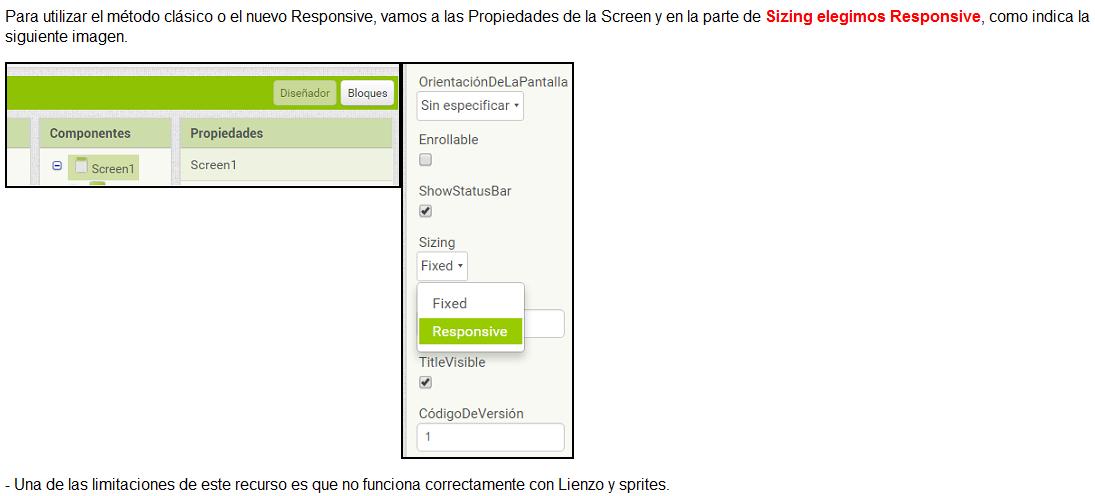 Para utilizar el método clásico o el nuevo Responsive, vamos a las Propiedades de la Screen y en la parte de Sizing elegimos Responsive, como indica la
siguiente imagen.
Diseñador Bloques
Componentes Propiedades
Screen1 Screen1
OrientaciónDeLaPantalla
Sin especificar
Enrollable
ShowStatusBar
Sizing
Fixed
Fixed
Responsive
TitleVisible
CódigoDeVersión
1
- Una de las limitaciones de este recurso es que no funciona correctamente con Lienzo y sprites.